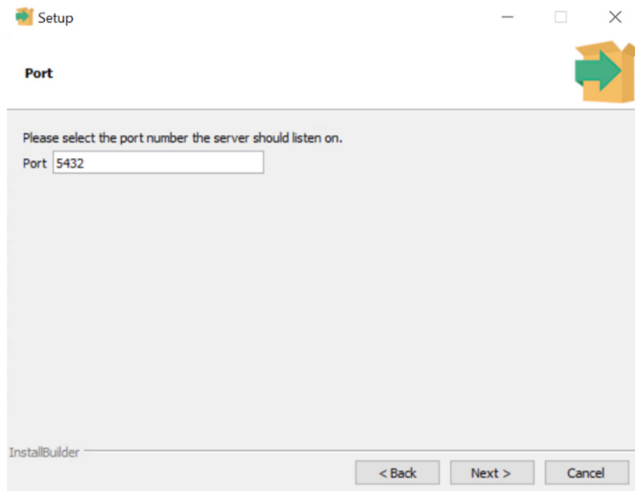 Setup
Port
Please select the port number the server should listen on.
Port 5432
InstallBuilder
< Back Next > Cancel